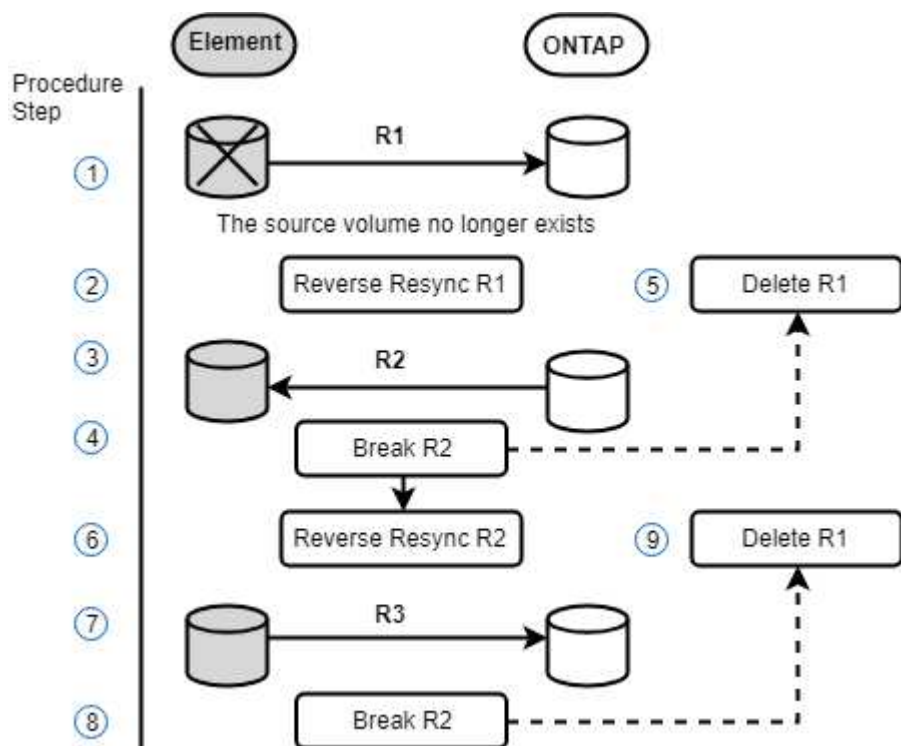 Element
ONTAP
Procedure
Step
R1
1
The source volume no longer exists
2
Reverse Resync R1
5
Delete R1
3
R2
4
Break R2
6
Reverse Resync R2
9
Delete R1
7
R3
8
Break R2